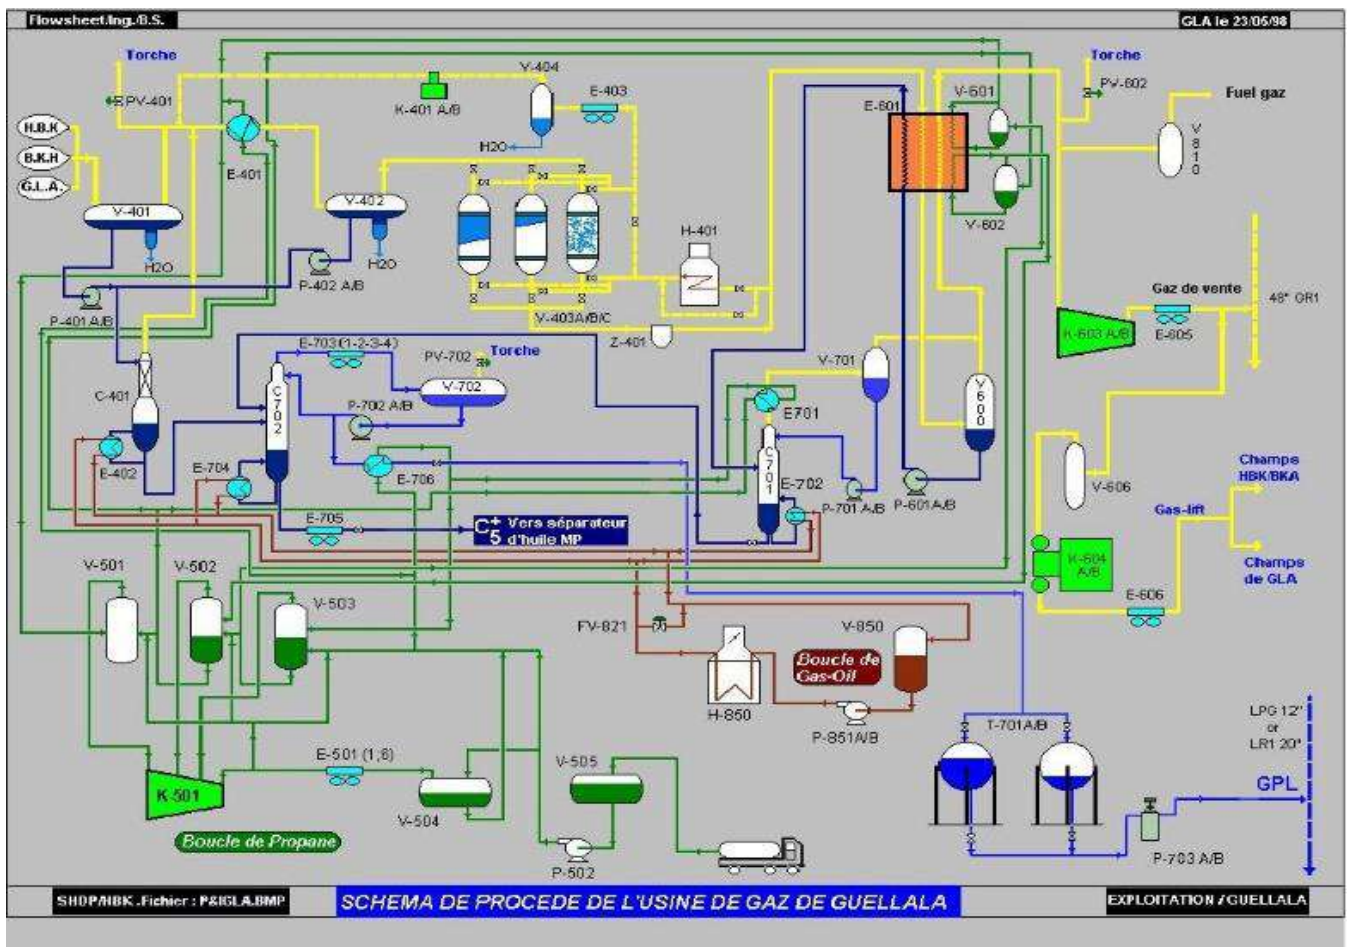 Flowsheet/Ing./B.S.
GLA le 23/05/98
Torche
V-404
Torche
PV-401
K-401 A/B
E-403
E-601
V-601
PV-602
Fuel gaz
H.B.K
B.K.H
G.L.A.
E-401
H2O
V 8 1 0
V-401
V-402
V-602
H2O
H2O
H-401
P-402 A/B
P-401 A/B
V-403A/B/C
Z-401
Gaz de vente
48" GR1
K-603 A/B
E-605
E-703(1-2-3-4)
PV-702
Torche
V-701
C-401
C 7 0 2
V-702
V 6 0 0
P-702 A/B
E701
E-402
E-704
E-706
C 7 0 1
E-702
P-701 A/B
P-601A/B
V-606
Champs
HBK/BKA
Gas-lift
E-705
C5+ Vers séparateur
d'huile MP
Champs
de GLA
K-604
A/B
E-606
V-501
V-502
V-503
FV-821
V-850
Boucle de
Gas-Oil
H-850
P-851A/B
T-701A/B
LPG 12"
or
LR1 20"
GPL
E-501 (1,6)
V-505
K-501
V-504
Boucle de Propane
P-502
P-703 A/B
SHDP/HBK .Fichier : P&IGLA.BMP
SCHEMA DE PROCEDE DE L'USINE DE GAZ DE GUELLALA
EXPLOITATION / GUELLALA